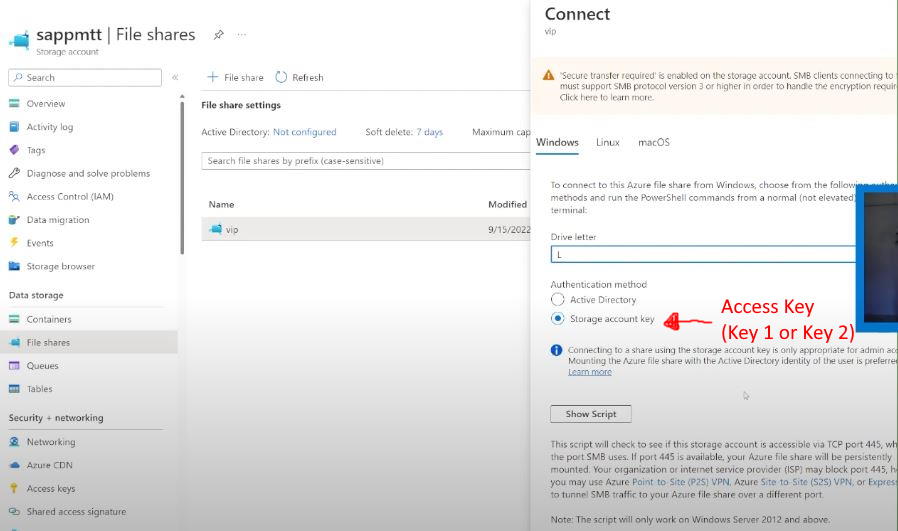 sappmtt | File shares
Storage account
Search
Overview
Activity log
Tags
Diagnose and solve problems
Access Control (IAM)
Data migration
Events
Storage browser
Data storage
Containers
File shares
Queues
Tables
Security + networking
Networking
Azure CDN
Access keys
Shared access signature
File share
Refresh
File share settings
Active Directory: Not configured
Soft delete: 7 days
Maximum cap
Search file shares by prefix (case-sensitive)
Name
Modified
vip
9/15/2022
Connect
vip
'Secure transfer required' is enabled on the storage account. SMB clients connecting to
must support SMB protocol version 3 or higher in order to handle the encryption requir
Click here to learn more.
Windows
Linux
macOS
To connect to this Azure file share from Windows, choose from the following
methods and run the PowerShell commands from a normal (not elevated)
terminal:
Drive letter
L
Authentication method
Active Directory
Storage account key
Access Key
(Key 1 or Key 2)
Connecting to a share using the storage account key is only appropriate for admin acc
Mounting the Azure file share with the Active Directory identity of the user is preferre
Learn more
Show Script
This script will check to see if this storage account is accessible via TCP port 445, wh
the port SMB uses. If port 445 is available, your Azure file share will be persistently
mounted. Your organization or internet service provider (ISP) may block port 445, h
you may use Azure Point-to-Site (P2S) VPN, Azure Site-to-Site (S2S) VPN, or Express
to tunnel SMB traffic to your Azure file share over a different port.
Note: The script will only work on Windows Server 2012 and above.